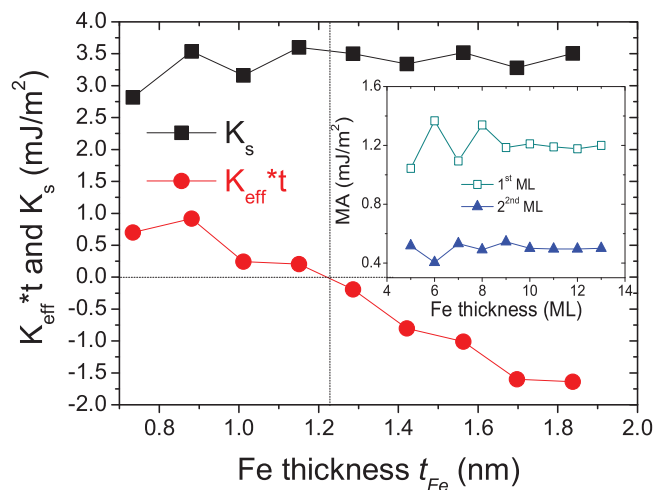 K_eff*t and K_s (mJ/m²)
4.0
3.5
3.0
2.5
2.0
1.5
1.0
0.5
0.0
-0.5
-1.0
-1.5
-2.0
K_s
K_eff*t
MA (mJ/m²)
1.6
1.2
0.8
0.4
1st ML
2^2nd ML
4 6 8 10 12 14
Fe thickness (ML)
0.8 1.0 1.2 1.4 1.6 1.8 2.0
Fe thickness t_Fe (nm)